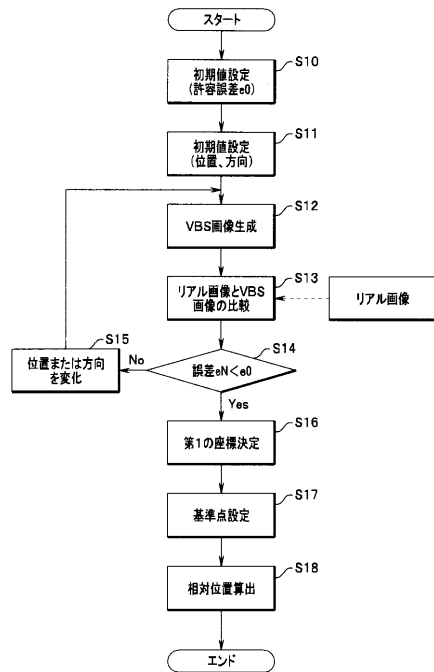 スタート
S10
初期値設定
(許容誤差e0)
S11
初期値設定
(位置、方向)
S12
VBS画像生成
S13
リアル画像とVBS
画像の比較
リアル画像
S14
誤差eN<e0
S15
No
位置または方向
を変化
Yes
S16
第1の座標決定
S17
基準点設定
S18
相対位置算出
エンド